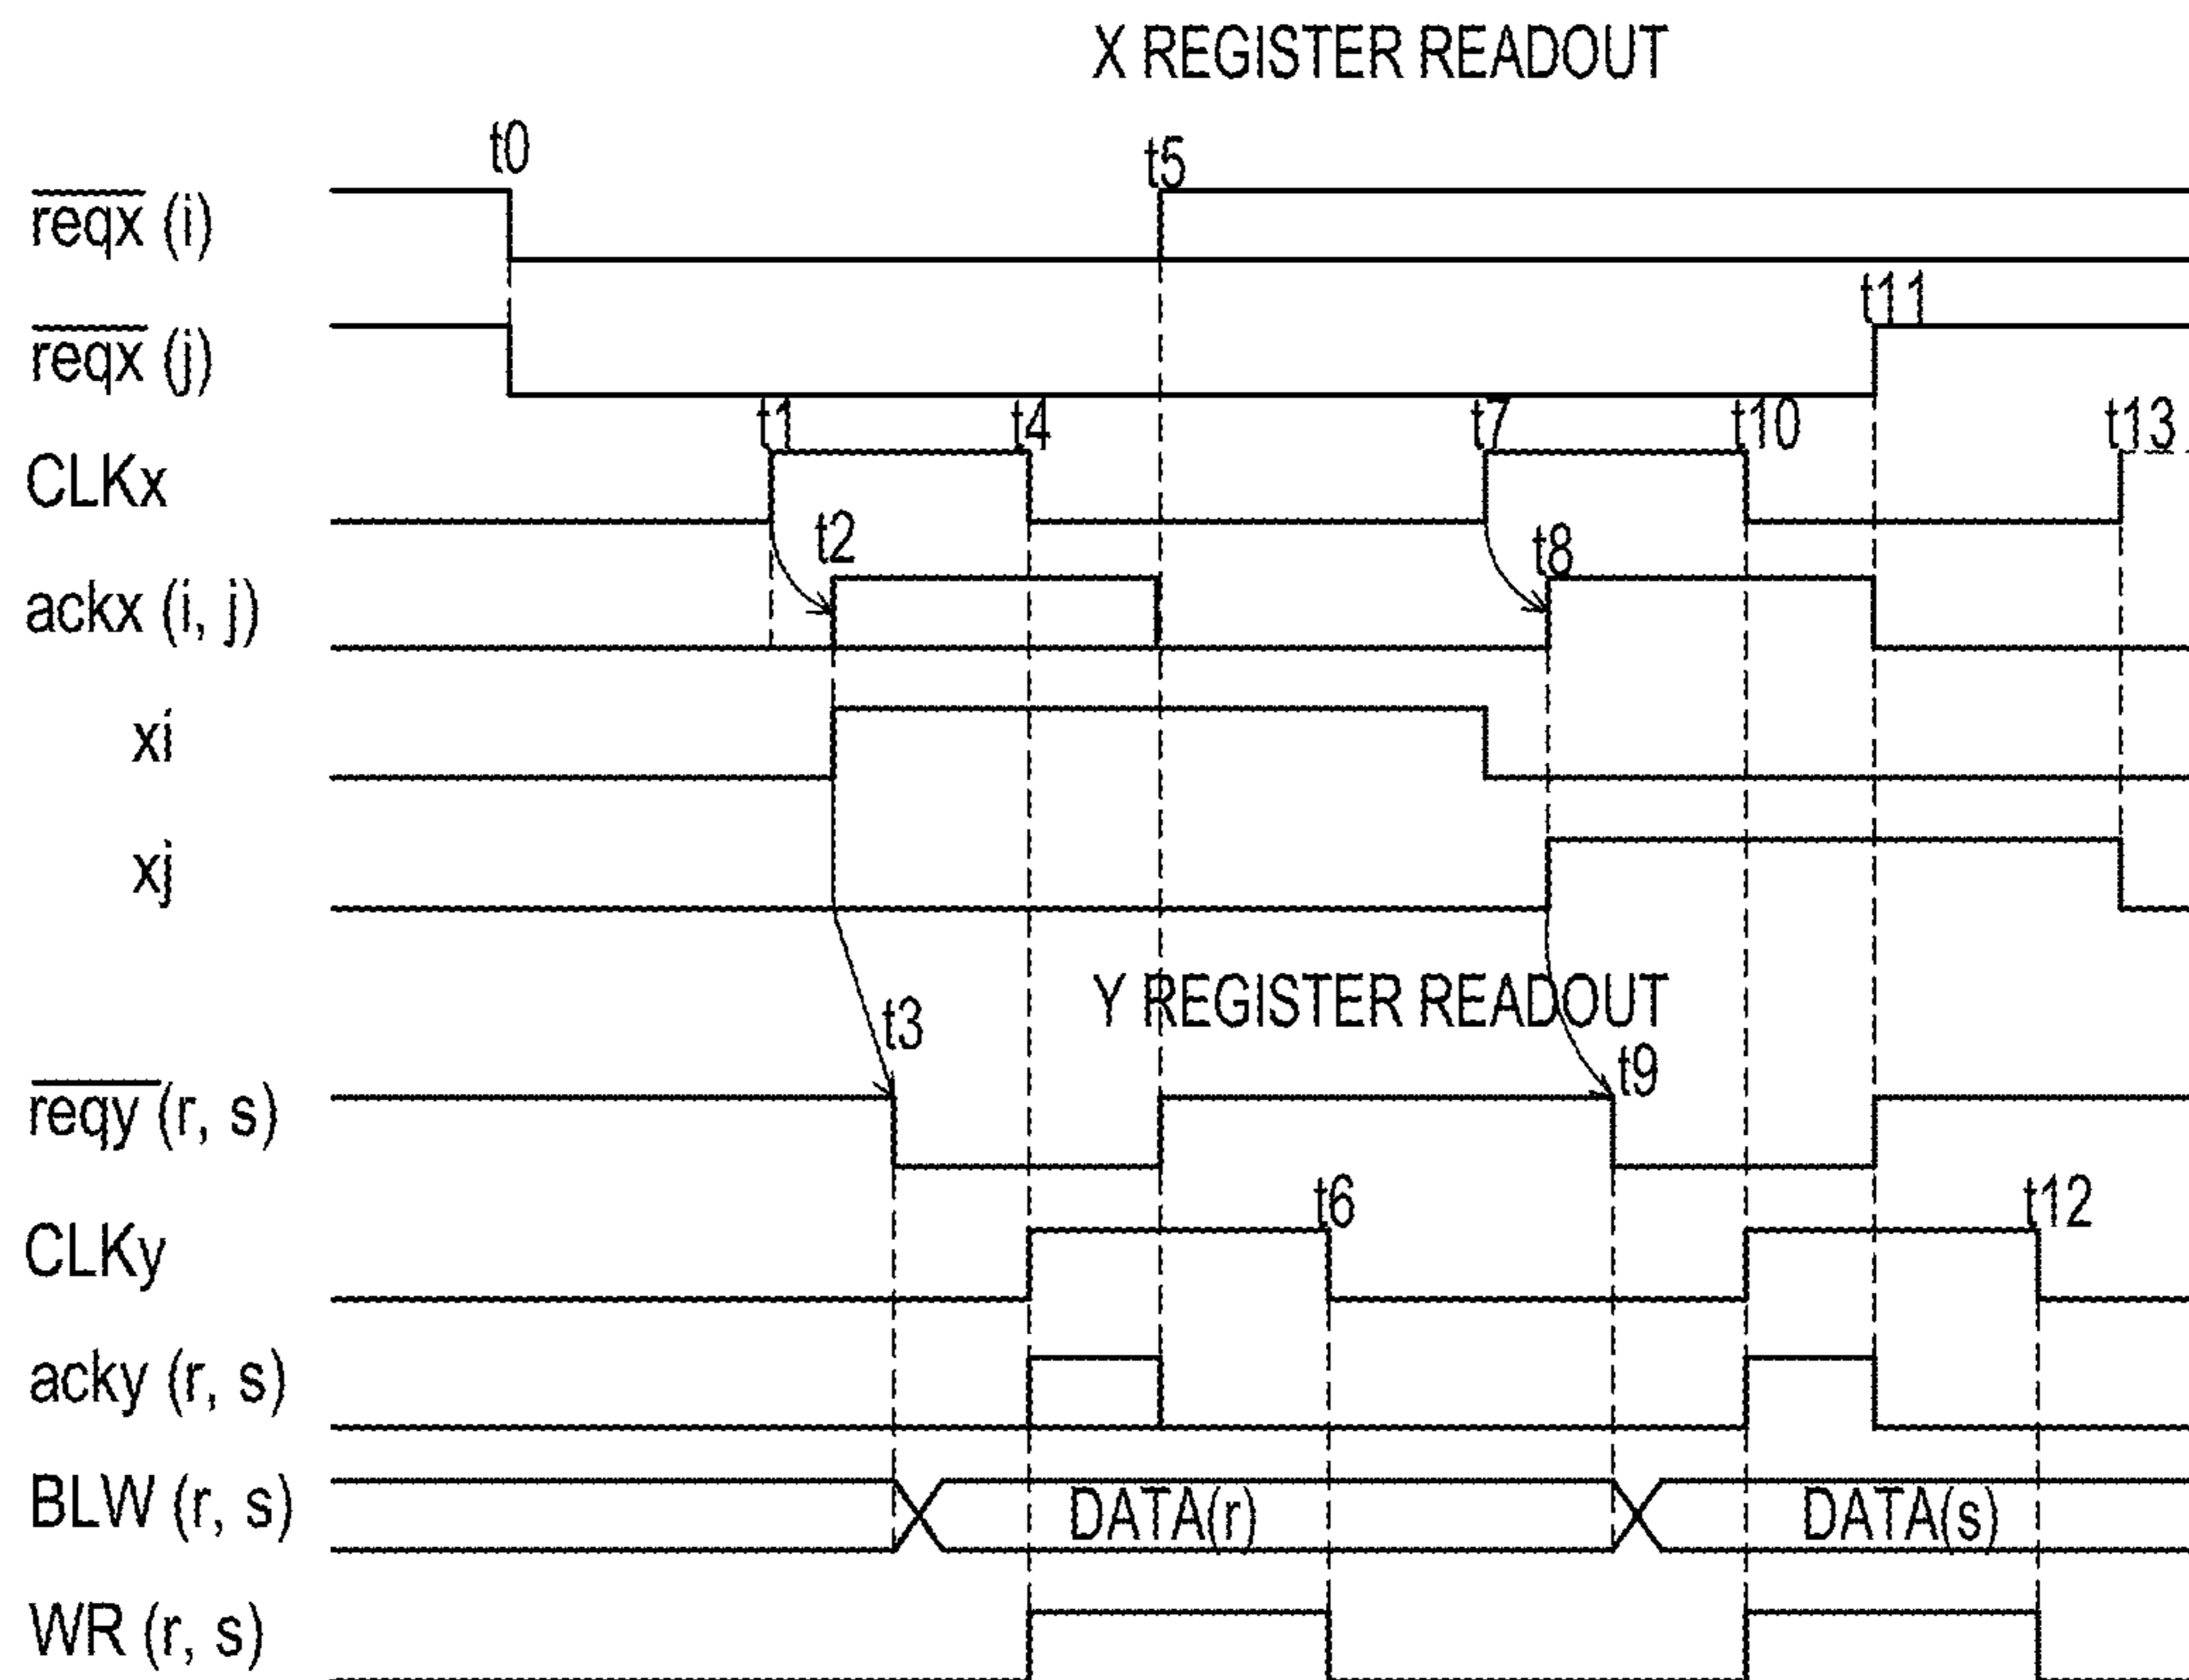 X REGISTER READOUT
t0
t5
reqx (i)
t11
reqx (j)
t1
t4
t7
t10
t13
CLKx
t2
t8
ackx (i, j)
xi
xj
Y REGISTER READOUT
t3
t9
reqy (r, s)
t6
t12
CLKy
acky (r, s)
BLW (r, s)
DATA(r)
DATA(s)
WR (r, s)